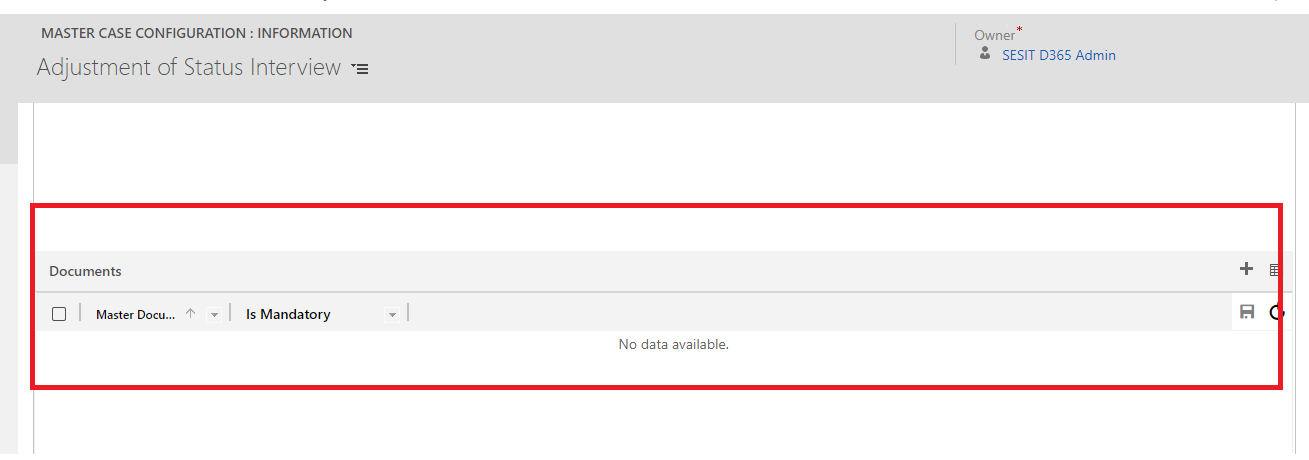 MASTER CASE CONFIGURATION : INFORMATION
Adjustment of Status Interview
Owner*
SESIT D365 Admin
Documents
Master Docu... Is Mandatory
No data available.